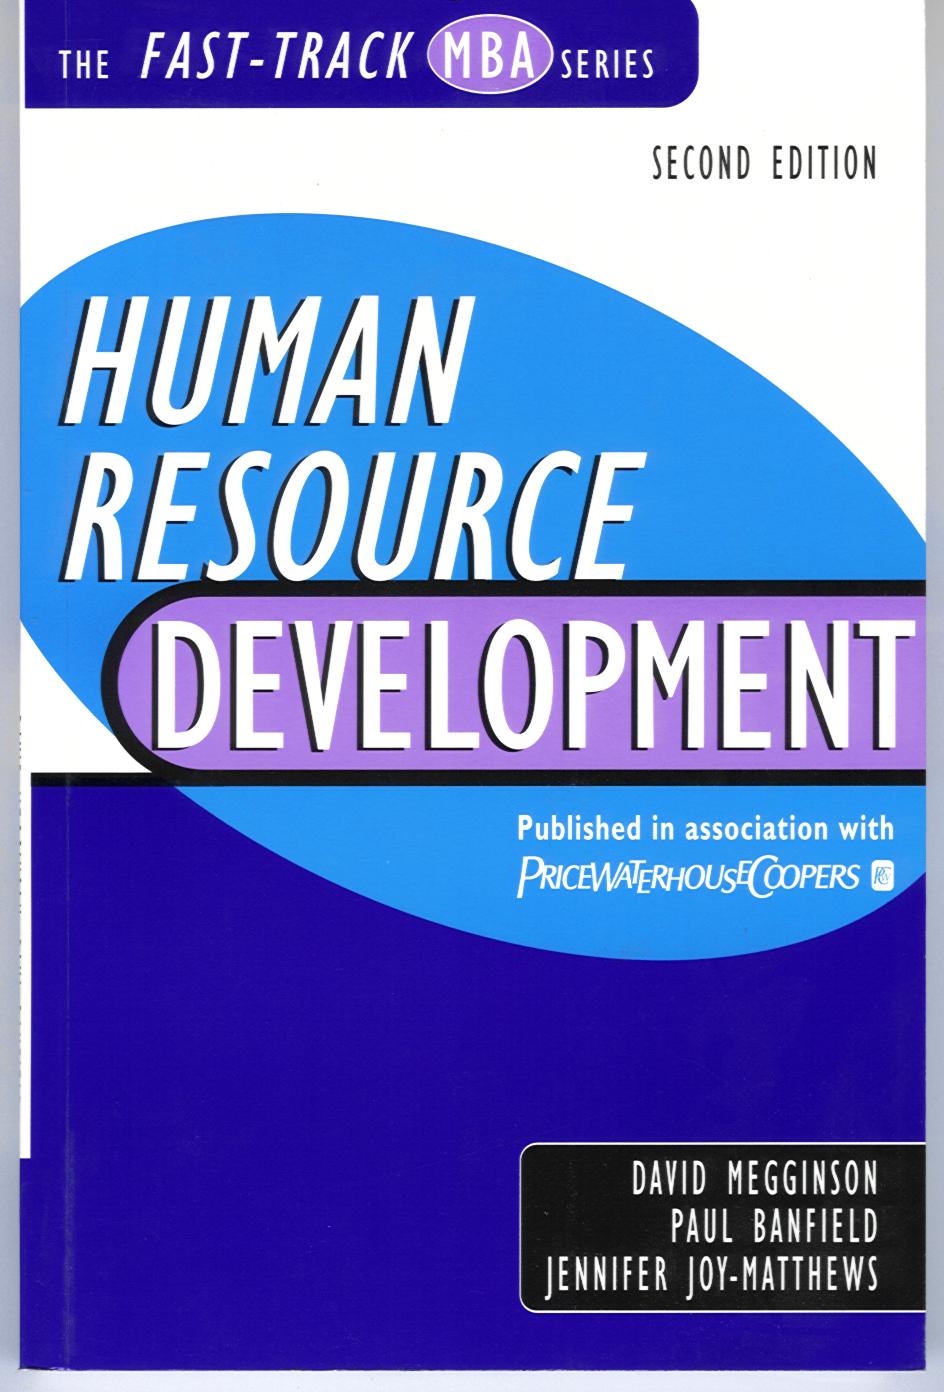 THE FAST-TRACK MBA SERIES
SECOND EDITION
HUMAN
RESOURCE
DEVELOPMENT
Published in association with
PRICEWATERHOUSECOOPERS PwC
DAVID MEGGINSON
PAUL BANFIELD
JENNIFER JOY-MATTHEWS